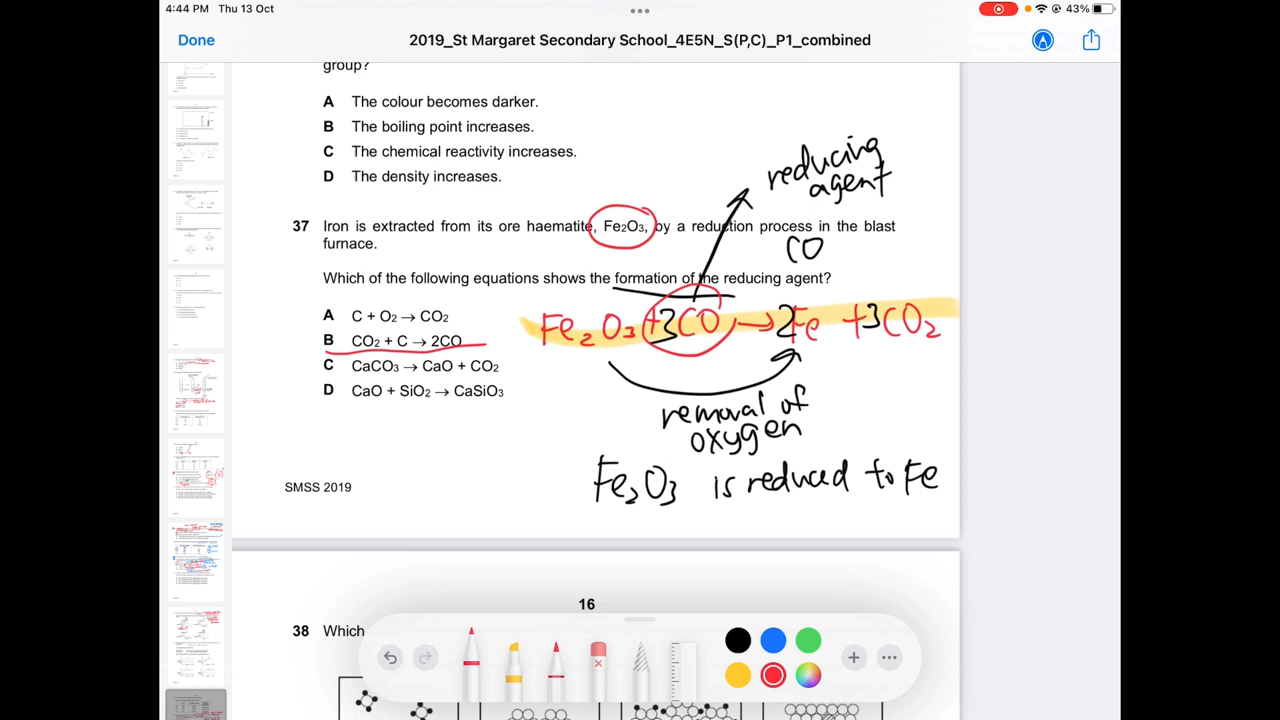 4:44 PM Thu 13 Oct
43%
Done
2019_St Margaret Secondary School_4E5N_S(P,C)_P1_combined
group?
A The colour becomes darker.
B The boiling point increases.
C The chemical reactivity increases.
D The density increases.
reducing
agent
37 Iron is extracted from its ore haematite, Fe2O3, by a reduction process in the blast
furnace.
CO
Which of the following equations shows the formation of the reducing agent?
A C + O₂ → CO₂
B CO₂ + C → 2CO
C CaCO₃ → CaO + CO₂
D CaO + SiO₂ → CaSiO₃
Fe₂O₃ + 3CO → 2Fe + 3CO₂
removal of
oxygen
Fe₂O₃ is reduced to Fe
SMSS 2019
16
38